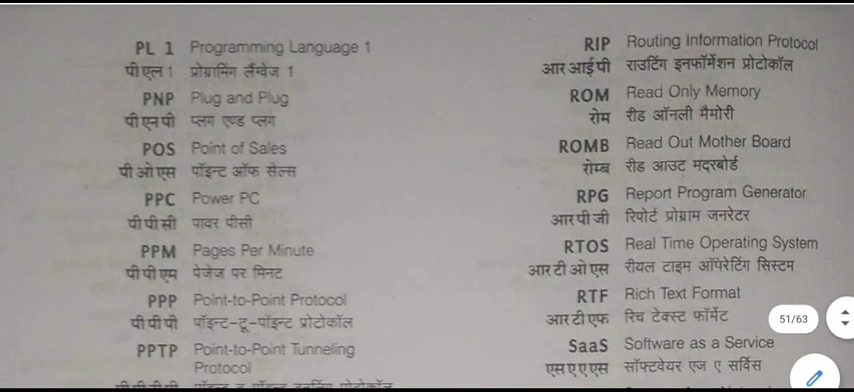 PL 1 Programming Language 1
पी एल 1 प्रोग्रामिंग लैंग्वेज 1
PNP Plug and Plug
पी एन पी प्लग एण्ड प्लग
POS Point of Sales
पी ओ एस पॉइन्ट ऑफ सेल्स
PPC Power PC
पी पी सी पावर पीसी
PPM Pages Per Minute
पी पी एम पेजेज पर मिनट
PPP Point-to-Point Protocol
पी पी पी पॉइन्ट-टू-पॉइन्ट प्रोटोकॉल
PPTP Point-to-Point Tunneling
Protocol
RIP Routing Information Protocol
आर आई पी राउटिंग इनफॉर्मेशन प्रोटोकॉल
ROM Read Only Memory
रोम रीड ऑनली मैमोरी
ROMB Read Out Mother Board
रोम्ब रीड आउट मदरबोर्ड
RPG Report Program Generator
आर पी जी रिपोर्ट प्रोग्राम जनरेटर
RTOS Real Time Operating System
आर टी ओ एस रीयल टाइम ऑपरेटिंग सिस्टम
RTF Rich Text Format
आर टी एफ रिच टेक्स्ट फॉर्मेट
SaaS Software as a Service
एस ए ए एस सॉफ्टवेयर एज ए सर्विस
51/63